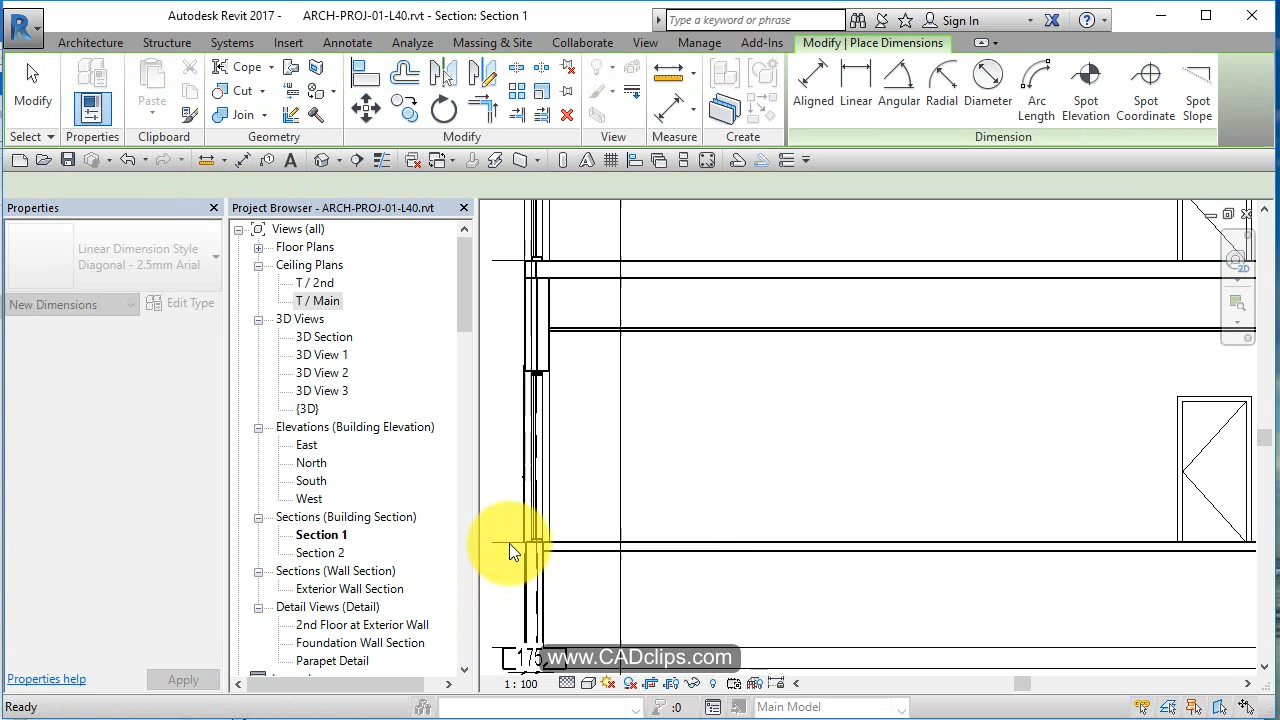 Autodesk Revit 2017 - ARCH-PROJ-01-L40.rvt - Section: Section 1
Type a keyword or phrase
Sign In
Architecture Structure Systems Insert Annotate Analyze Massing & Site Collaborate View Manage Add-Ins Modify | Place Dimensions
Modify
Paste
Cope
Cut
Join
Aligned Linear Angular Radial Diameter Arc Length Spot Elevation Spot Coordinate Spot Slope
Select Properties Clipboard Geometry Modify View Measure Create Dimension
Properties
Linear Dimension Style
Diagonal - 2.5mm Arial
New Dimensions
Edit Type
Properties help
Apply
Project Browser - ARCH-PROJ-01-L40.rvt
Views (all)
Floor Plans
Ceiling Plans
T / 2nd
T / Main
3D Views
3D Section
3D View 1
3D View 2
3D View 3
{3D}
Elevations (Building Elevation)
East
North
South
West
Sections (Building Section)
Section 1
Section 2
Sections (Wall Section)
Exterior Wall Section
Detail Views (Detail)
2nd Floor at Exterior Wall
Foundation Wall Section
Parapet Detail
2D
175
www.CADclips.com
1 : 100
Ready
:0
Main Model